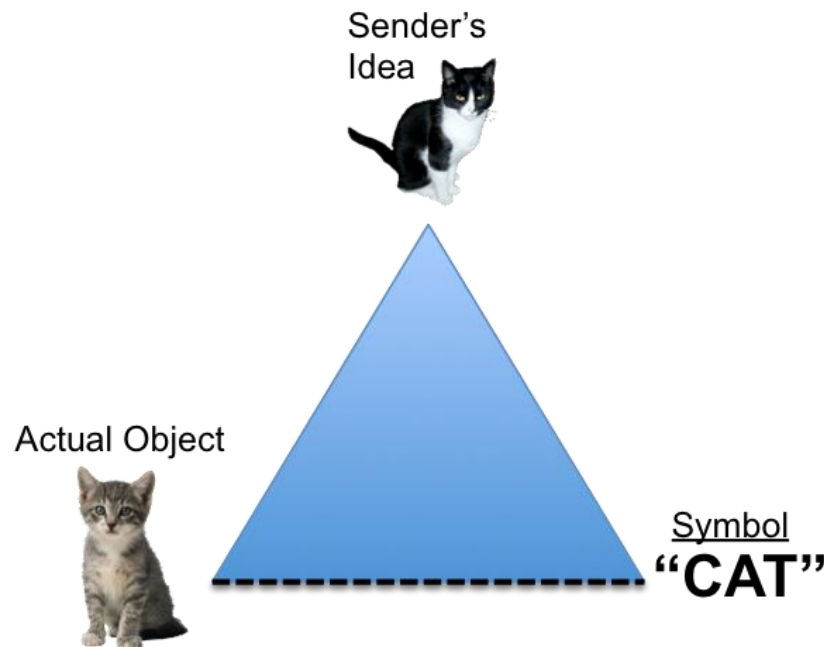 Sender’s
Idea
Actual Object
Symbol
“CAT”